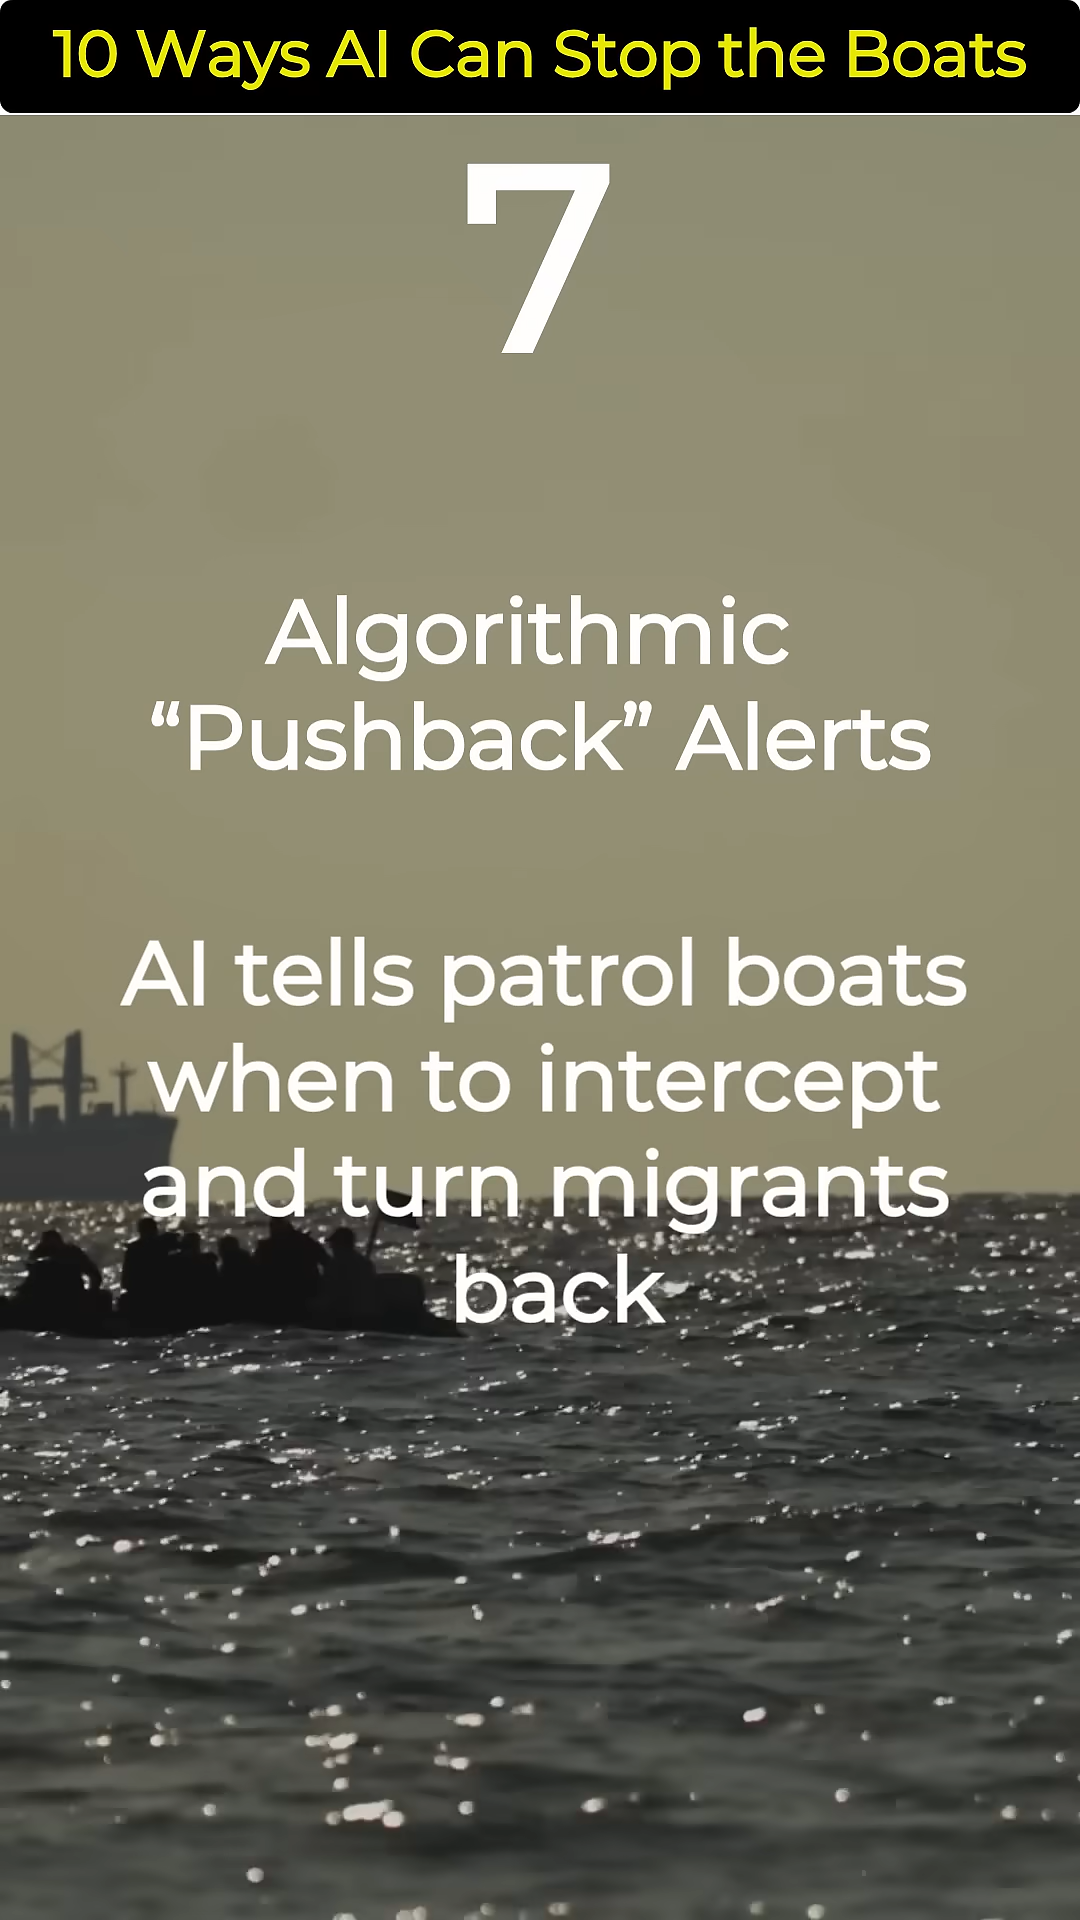 10 Ways AI Can Stop the Boats
7
Algorithmic
“Pushback” Alerts
AI tells patrol boats
when to intercept
and turn migrants
back